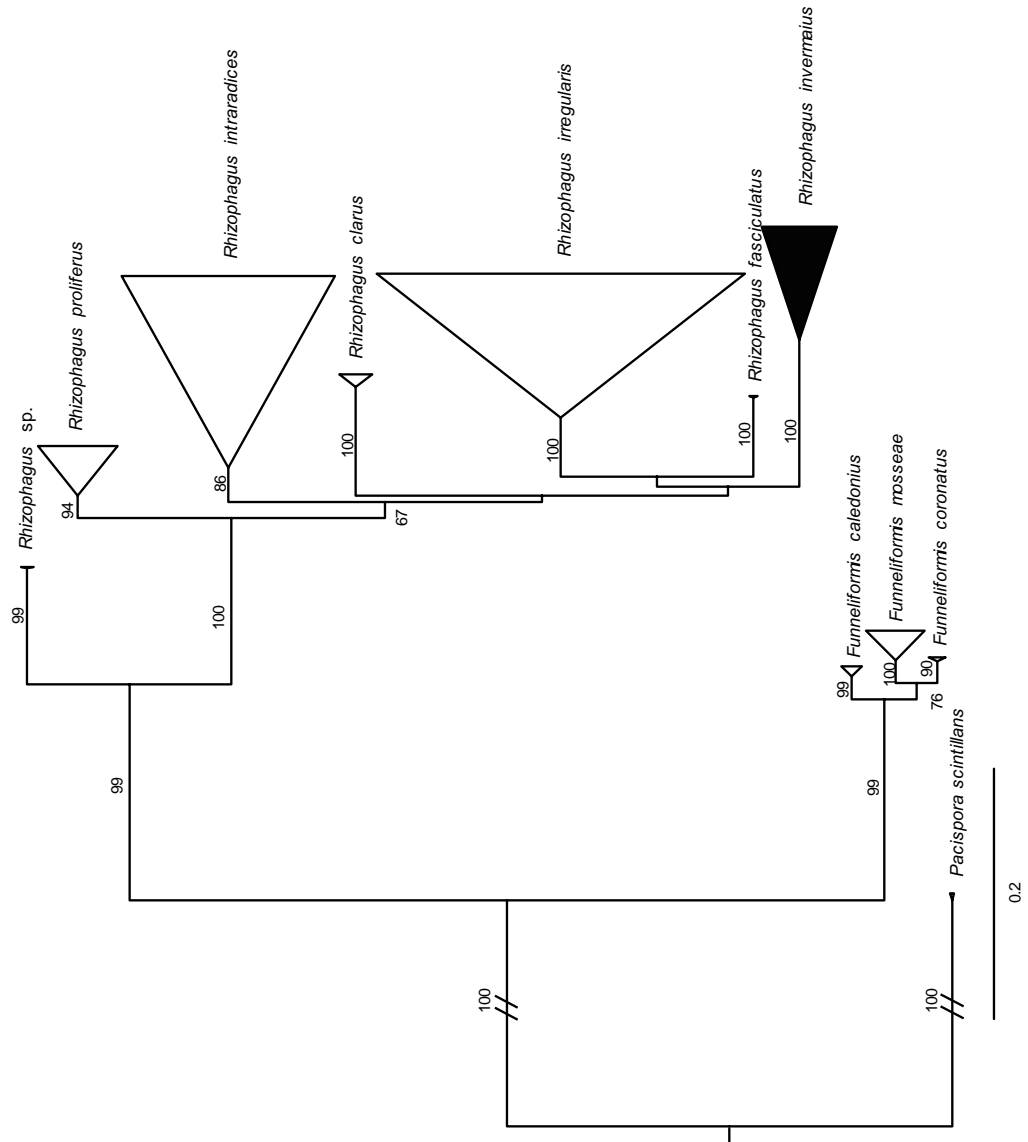 99
Rhizophagus sp.
94
Rhizophagus proliferus
99
100
86
Rhizophagus intraradices
100
Rhizophagus clarus
67
100
100
Rhizophagus irregularis
100
Rhizophagus fasciculatus
100
Rhizophagus invermaius
99
Funneliformis caledonius
99
100
Funneliformis mosseae
90
Funneliformis coronatus
76
100
Pacispora scintillans
0.2